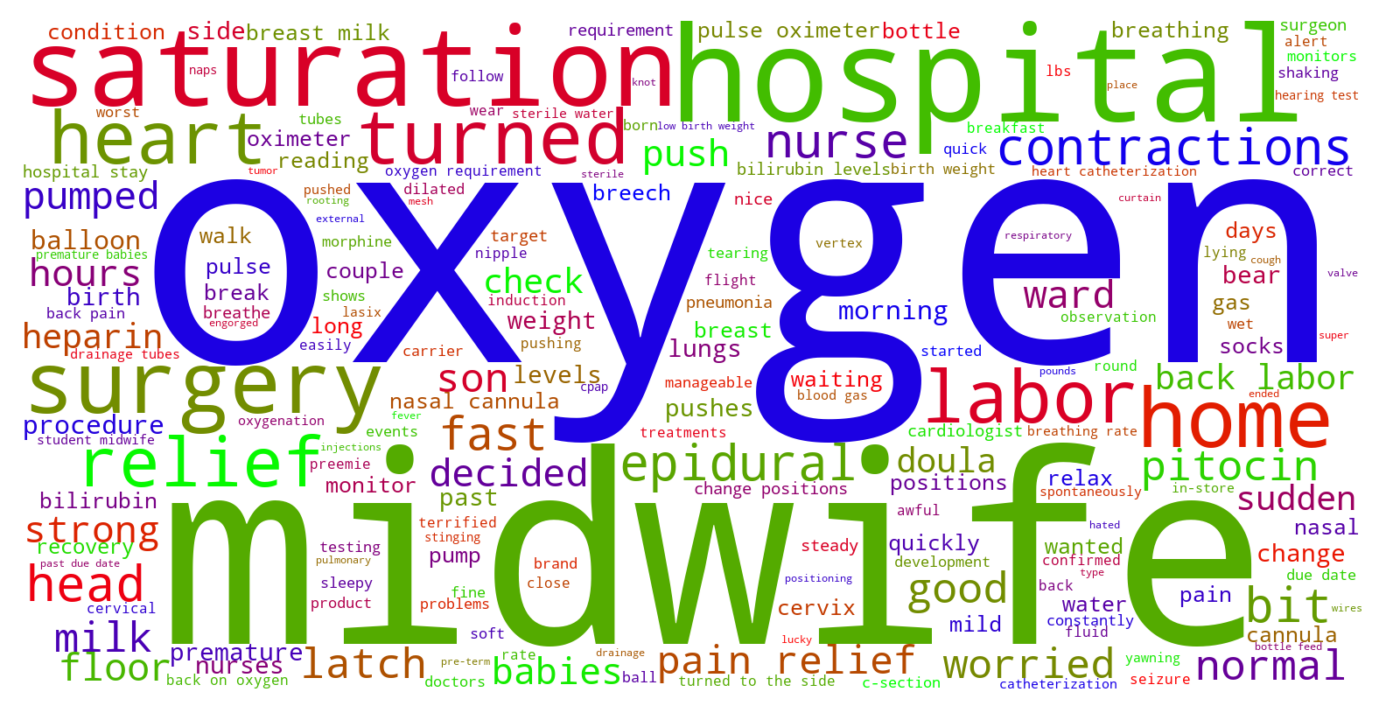 condition side breast milk requirement pulse oximeter bottle breathing surgeon
saturation hospital alert
naps follow knot lbs place monitors
shaking
worst wear sterile water hearing test
heart tubes turned born low birth weight nurse breakfast contractions
oximeter push quick
hospital stay reading tumor oxygen requirement sterile bilirubin levels birth weight heart catheterization correct
pumped pushed dilated breech nice curtain
rooting mesh
balloon walk external morphine target nipple tearing vertex respiratory days
premature babies oxygen lying cough
hours pulse couple check flight bear valve
birth break shows induction pneumonia morning ward gas
back pain breathe lasix weight observation
heparin engorged long pushing breast wet super
drainage tubes easily carrier lungs started socks
surgery son levels cpap manageable waiting pounds round back labor
nasal cannula blood gas labor ended home
procedure oxygenation fever pushes
student midwife events fast treatments cardiologist breathing rate
relief injections epidural doula pitocin
preemie decided relax
bilirubin monitor change positions positions spontaneously in-store sudden
strong past awful
terrified nasal
recovery testing stinging midwife steady quickly wanted change
past due date pulmonary pump brand development confirmed
head sleepy close positioning hated back type due date
cervical product fine problems cervix good water pain bit wires
milk soft lucky mild constantly cannula
fluid
floor premature latch rate drainage pain relief worried bottle feed
nurses pre-term babies yawning normal
back on oxygen doctors ball turned to the side c-section catheterization seizure